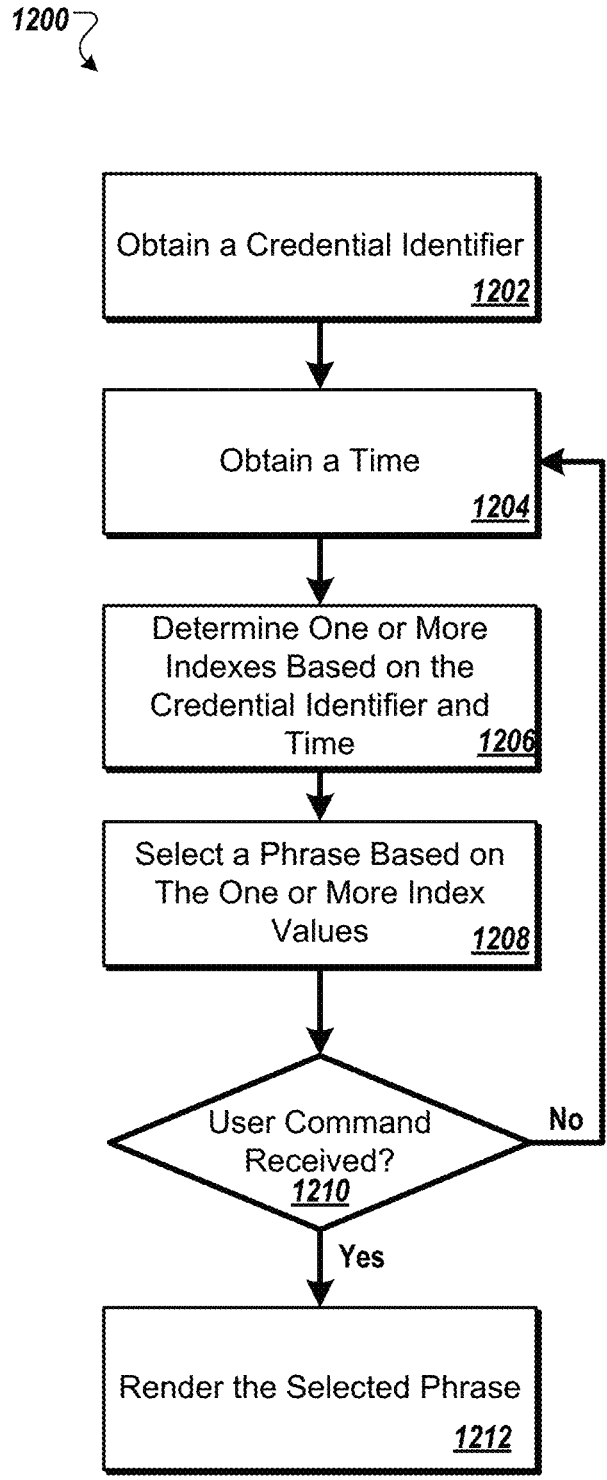 1200
Obtain a Credential Identifier
1202
Obtain a Time
1204
Determine One or More
Indexes Based on the
Credential Identifier and
Time
1206
Select a Phrase Based on
The One or More Index
Values
1208
User Command
Received?
1210
No
Yes
Render the Selected Phrase
1212